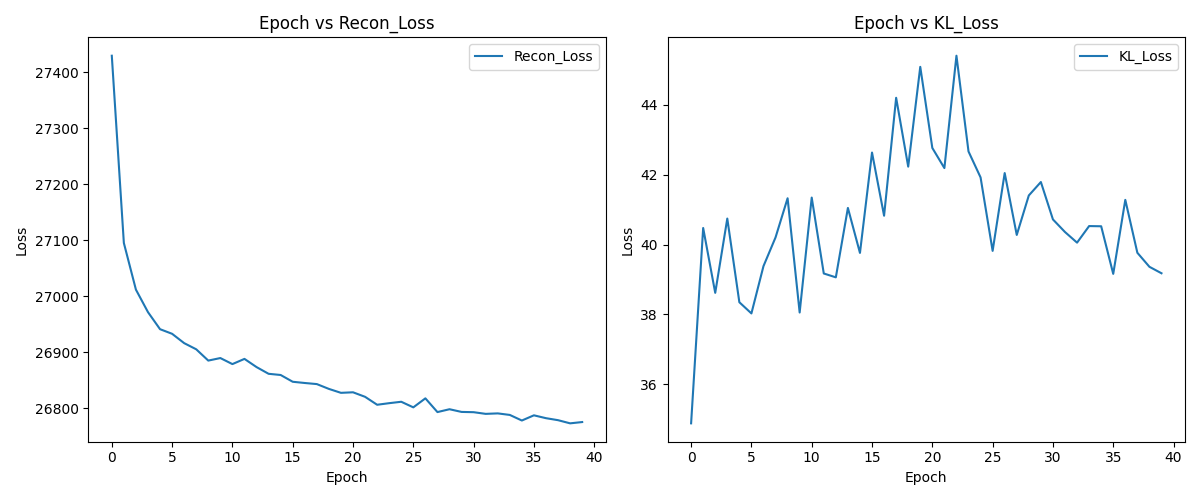 Epoch vs Recon_Loss
Recon_Loss
27400
27300
27200
27100
27000
26900
26800
Loss
0 5 10 15 20 25 30 35 40
Epoch
Epoch vs KL_Loss
KL_Loss
44
42
40
38
36
Loss
0 5 10 15 20 25 30 35 40
Epoch